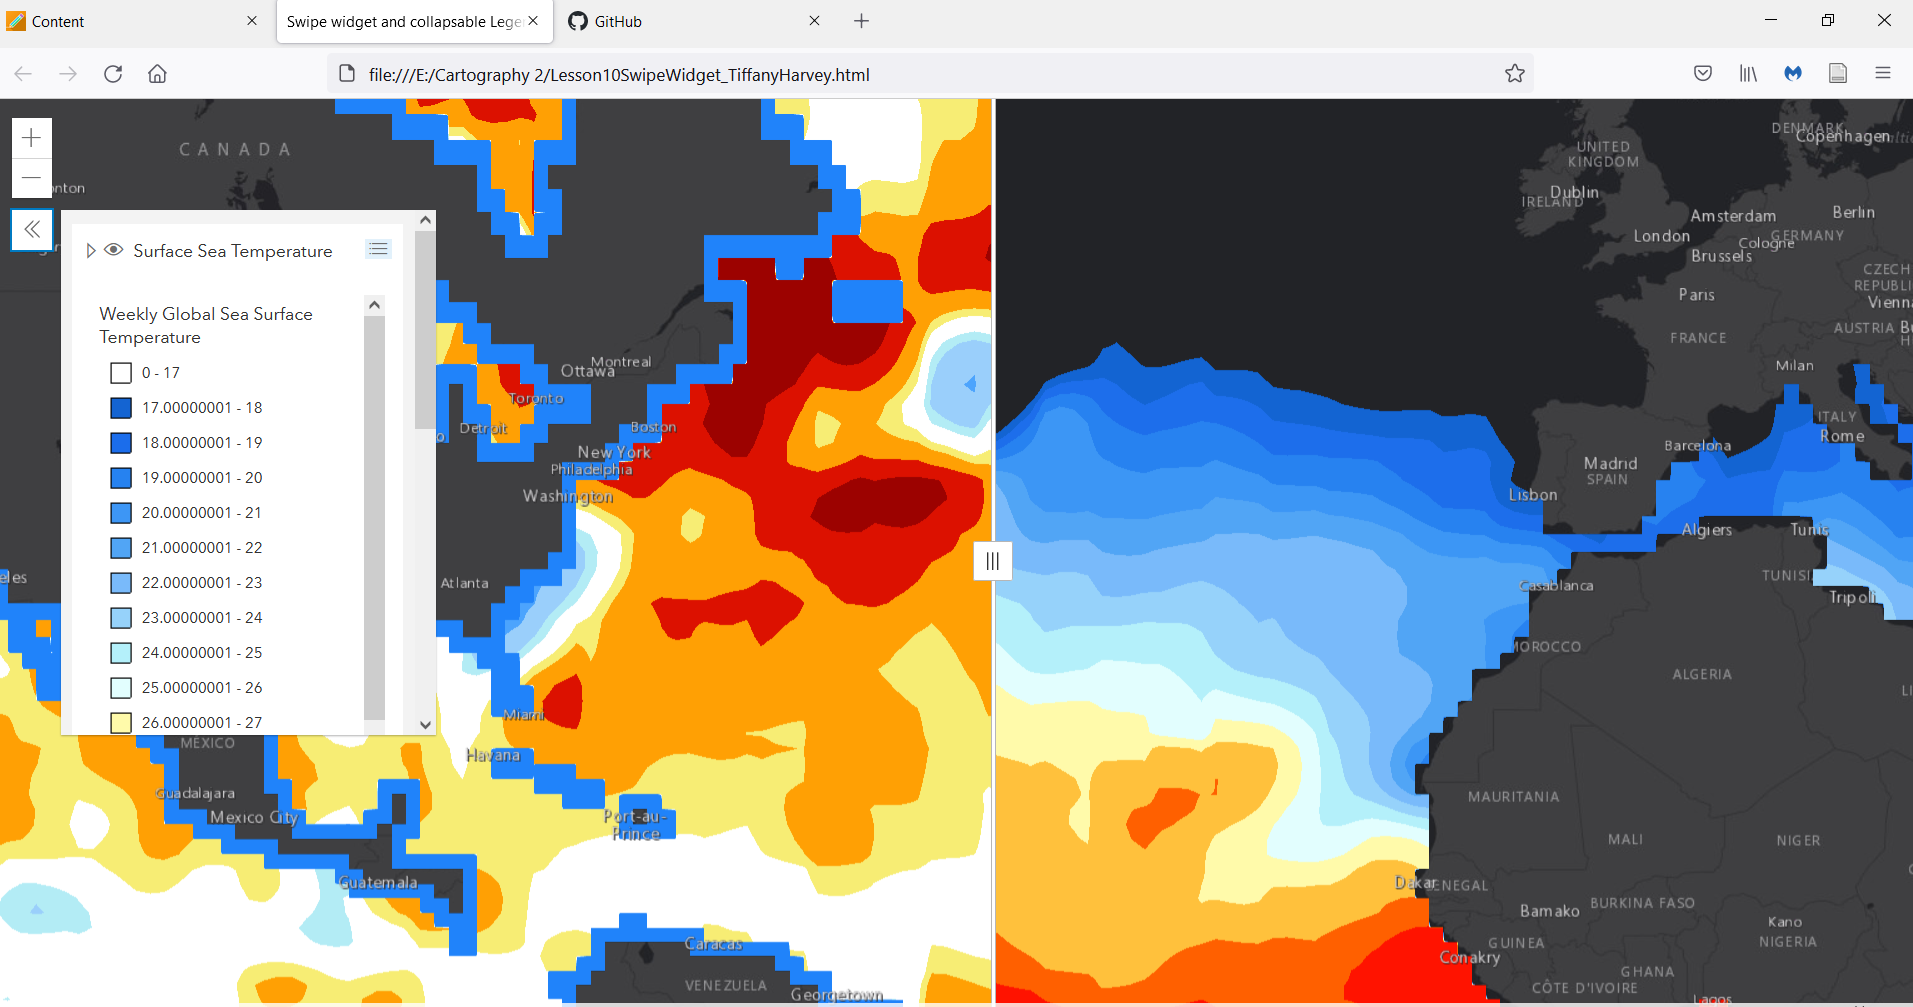 Content
Swipe widget and collapsable Lege
GitHub
file:///E:/Cartography 2/Lesson10SwipeWidget_TiffanyHarvey.html
CANADA
onton
Surface Sea Temperature
Weekly Global Sea Surface
Temperature
0 - 17
17.00000001 - 18
18.00000001 - 19
19.00000001 - 20
20.00000001 - 21
21.00000001 - 22
22.00000001 - 23
23.00000001 - 24
24.00000001 - 25
25.00000001 - 26
26.00000001 - 27
eles
Montreal
Ottawa
Toronto
Detroit
Boston
New York
Philadelphia
Washington
Atlanta
Miami
Havana
MÉXICO
Guadalajara
Mexico City
Port-au-
Prince
Guatemala
Caracas
VENEZUELA
Georgetown
DENMARK
Copenhagen
UNITED
KINGDOM
Dublin
IRELAND
Amsterdam
Berlin
London
Cologne
GERMANY
Brussels
CZECH
REPUBLI
Paris
Vienna
FRANCE
AUSTRIA
Milan
ITALY
Rome
Barcelona
Madrid
SPAIN
Lisbon
Algiers
Tunis
TUNISI
Casablanca
Tripoli
MOROCCO
ALGERIA
LI
MAURITANIA
MALI
NIGER
Dakar
SENEGAL
Bamako
BURKINA FASO
Kano
NIGERIA
GUINEA
Conakry
GHANA
CÔTE D'IVOIRE
Lagos